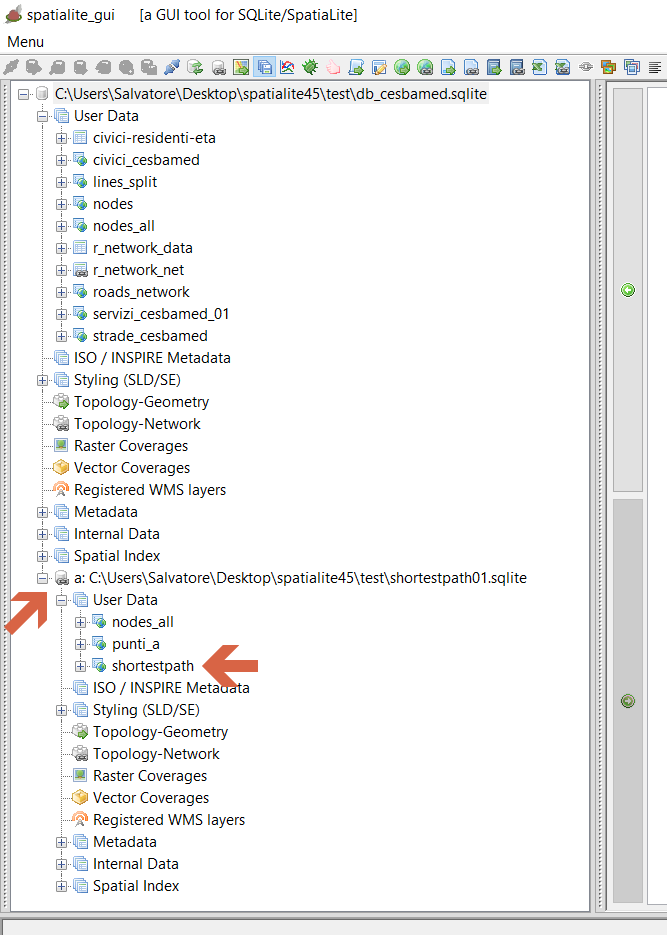 spatialite_gui [a GUI tool for SQLite/SpatiaLite]
Menu
C:\Users\Salvatore\Desktop\spatialite45\test\db_cesbamed.sqlite
User Data
civici-residenti-eta
civici_cesbamed
lines_split
nodes
nodes_all
r_network_data
r_network_net
roads_network
servizi_cesbamed_01
strade_cesbamed
ISO / INSPIRE Metadata
Styling (SLD/SE)
Topology-Geometry
Topology-Network
Raster Coverages
Vector Coverages
Registered WMS layers
Metadata
Internal Data
Spatial Index
a: C:\Users\Salvatore\Desktop\spatialite45\test\shortestpath01.sqlite
User Data
nodes_all
punti_a
shortestpath
ISO / INSPIRE Metadata
Styling (SLD/SE)
Topology-Geometry
Topology-Network
Raster Coverages
Vector Coverages
Registered WMS layers
Metadata
Internal Data
Spatial Index